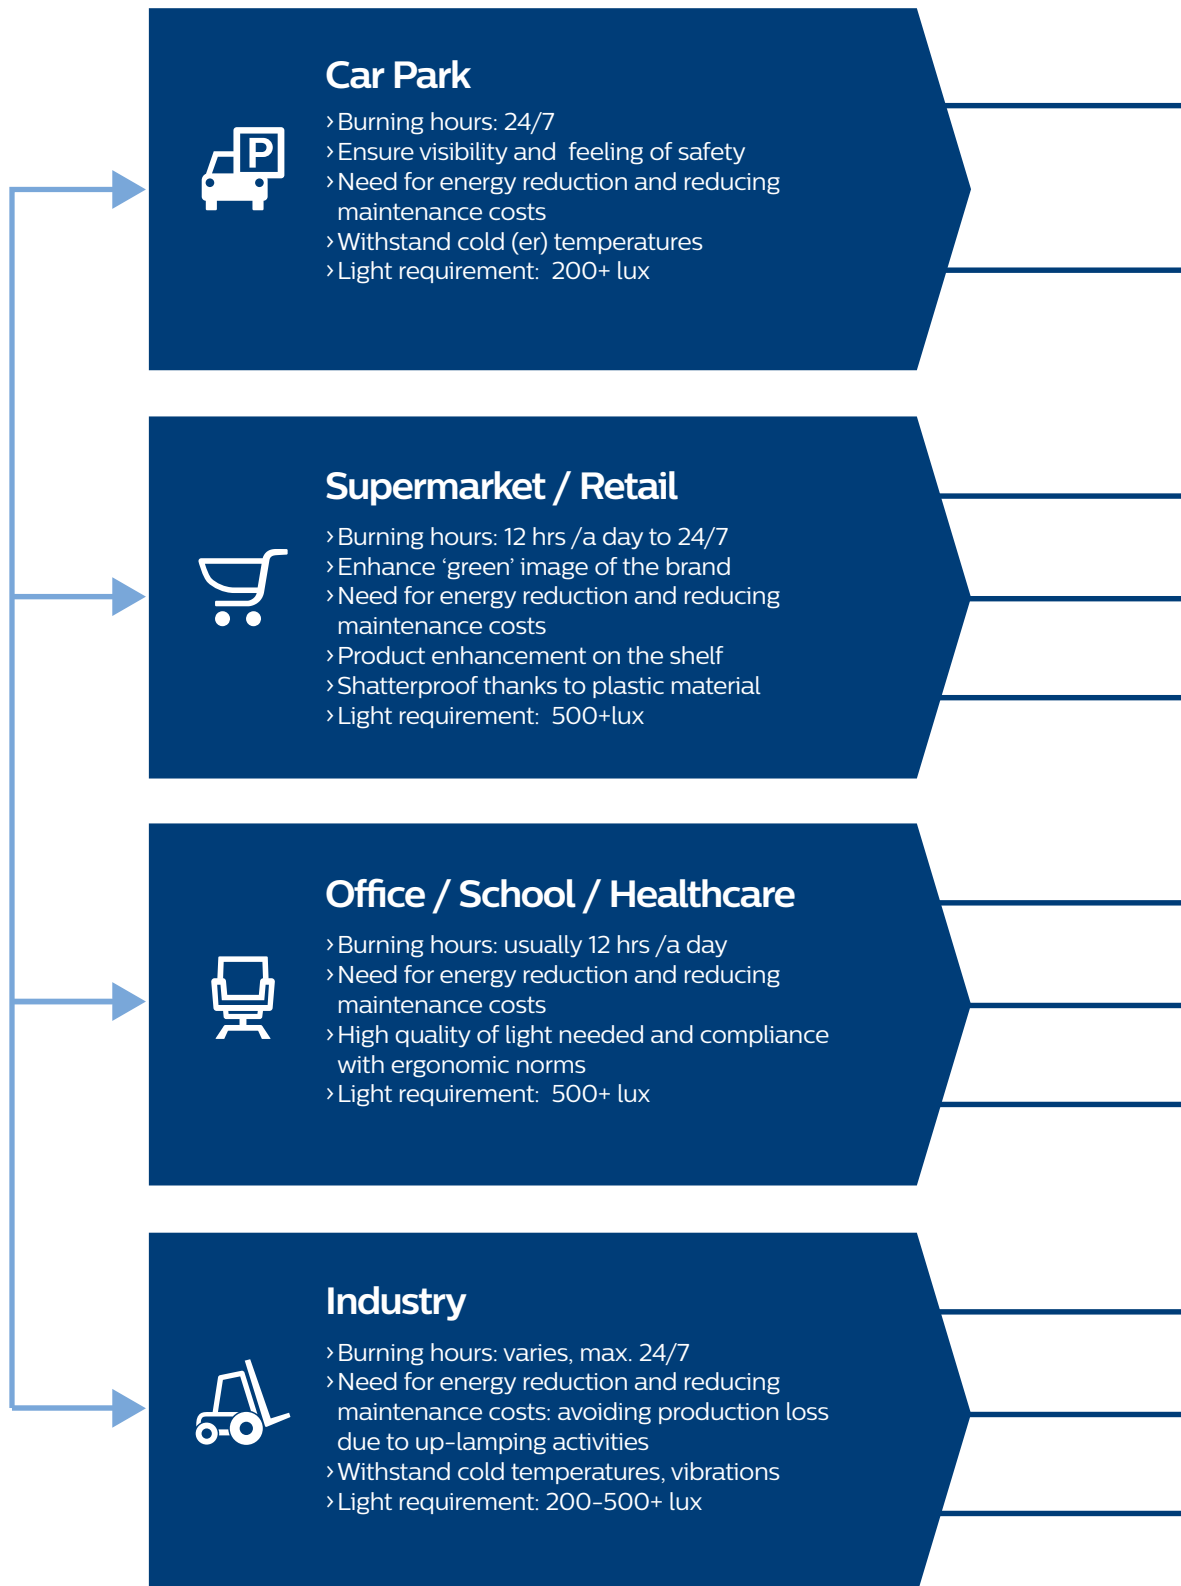 Car Park
P
› Burning hours: 24/7
› Ensure visibility and feeling of safety
› Need for energy reduction and reducing
maintenance costs
› Withstand cold (er) temperatures
› Light requirement: 200+ lux
Supermarket / Retail
› Burning hours: 12 hrs /a day to 24/7
› Enhance ‘green’ image of the brand
› Need for energy reduction and reducing
maintenance costs
› Product enhancement on the shelf
› Shatterproof thanks to plastic material
› Light requirement: 500+lux
Office / School / Healthcare
› Burning hours: usually 12 hrs /a day
› Need for energy reduction and reducing
maintenance costs
› High quality of light needed and compliance
with ergonomic norms
› Light requirement: 500+ lux
Industry
› Burning hours: varies, max. 24/7
› Need for energy reduction and reducing
maintenance costs: avoiding production loss
due to up-lamping activities
› Withstand cold temperatures, vibrations
› Light requirement: 200-500+ lux